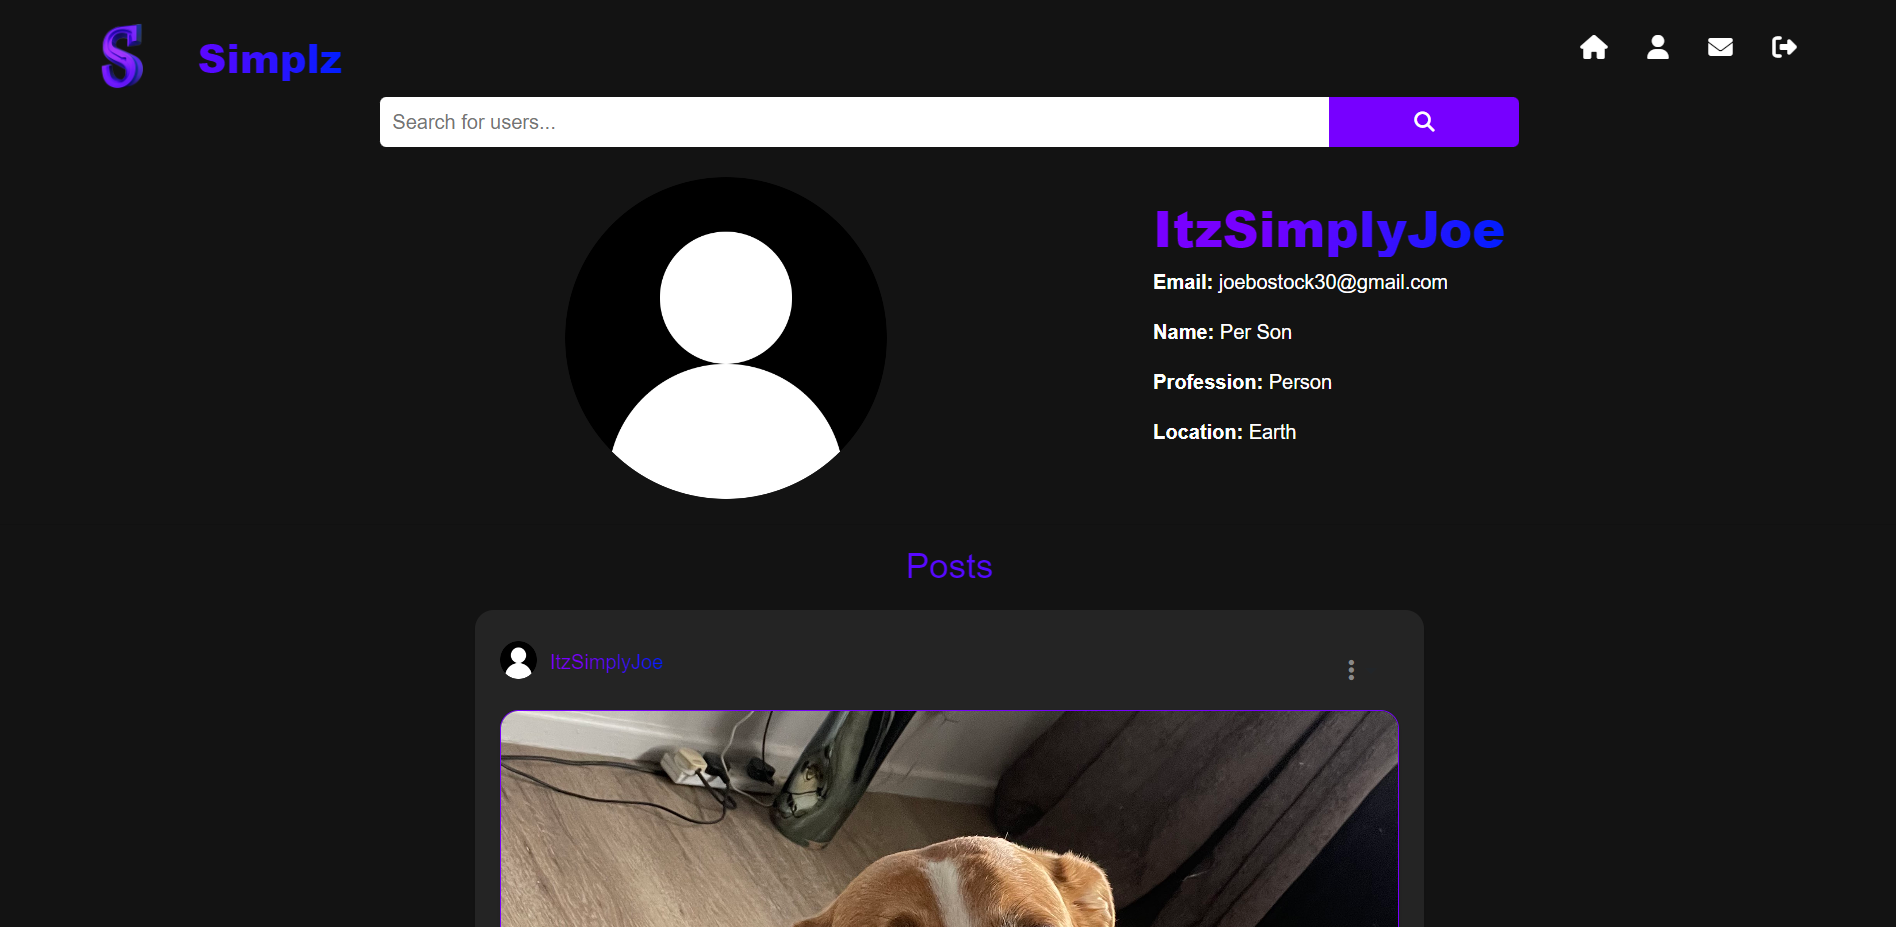 S
Simplz
Search for users...
ItzSimplyJoe
Email: joebostock30@gmail.com
Name: Per Son
Profession: Person
Location: Earth
Posts
ItzSimplyJoe